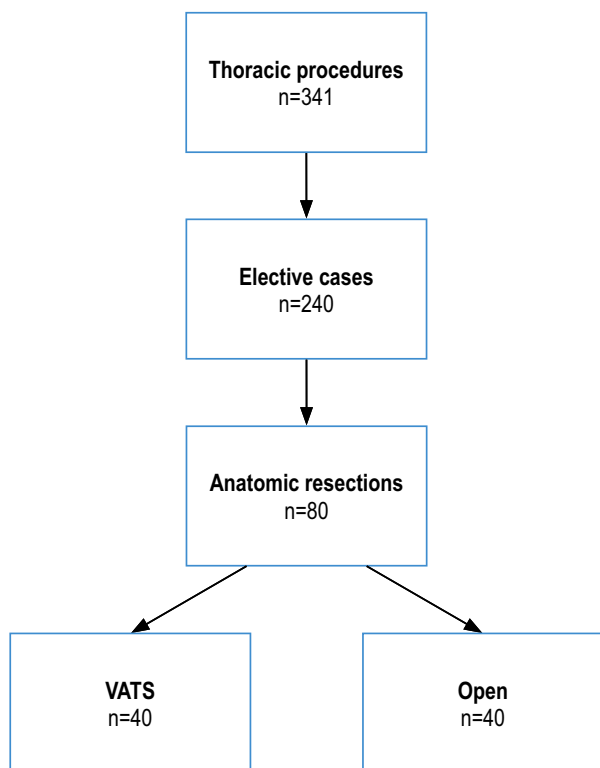 Thoracic procedures
n=341
Elective cases
n=240
Anatomic resections
n=80
VATS
n=40
Open
n=40